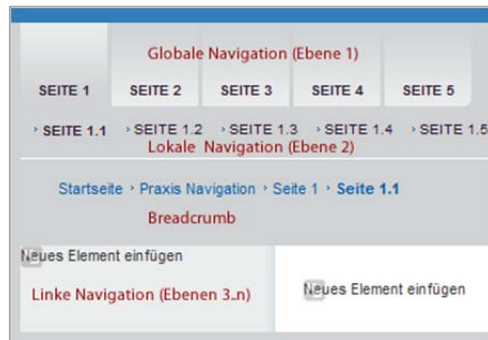 Globale Navigation (Ebene 1)
SEITE 1 SEITE 2 SEITE 3 SEITE 4 SEITE 5
SEITE 1.1 SEITE 1.2 SEITE 1.3 SEITE 1.4 SEITE 1.5
Lokale Navigation (Ebene 2)
Startseite Praxis Navigation Seite 1 Seite 1.1
Breadcrumb
Neues Element einfügen
Linke Navigation (Ebenen 3..n)
Neues Element einfügen